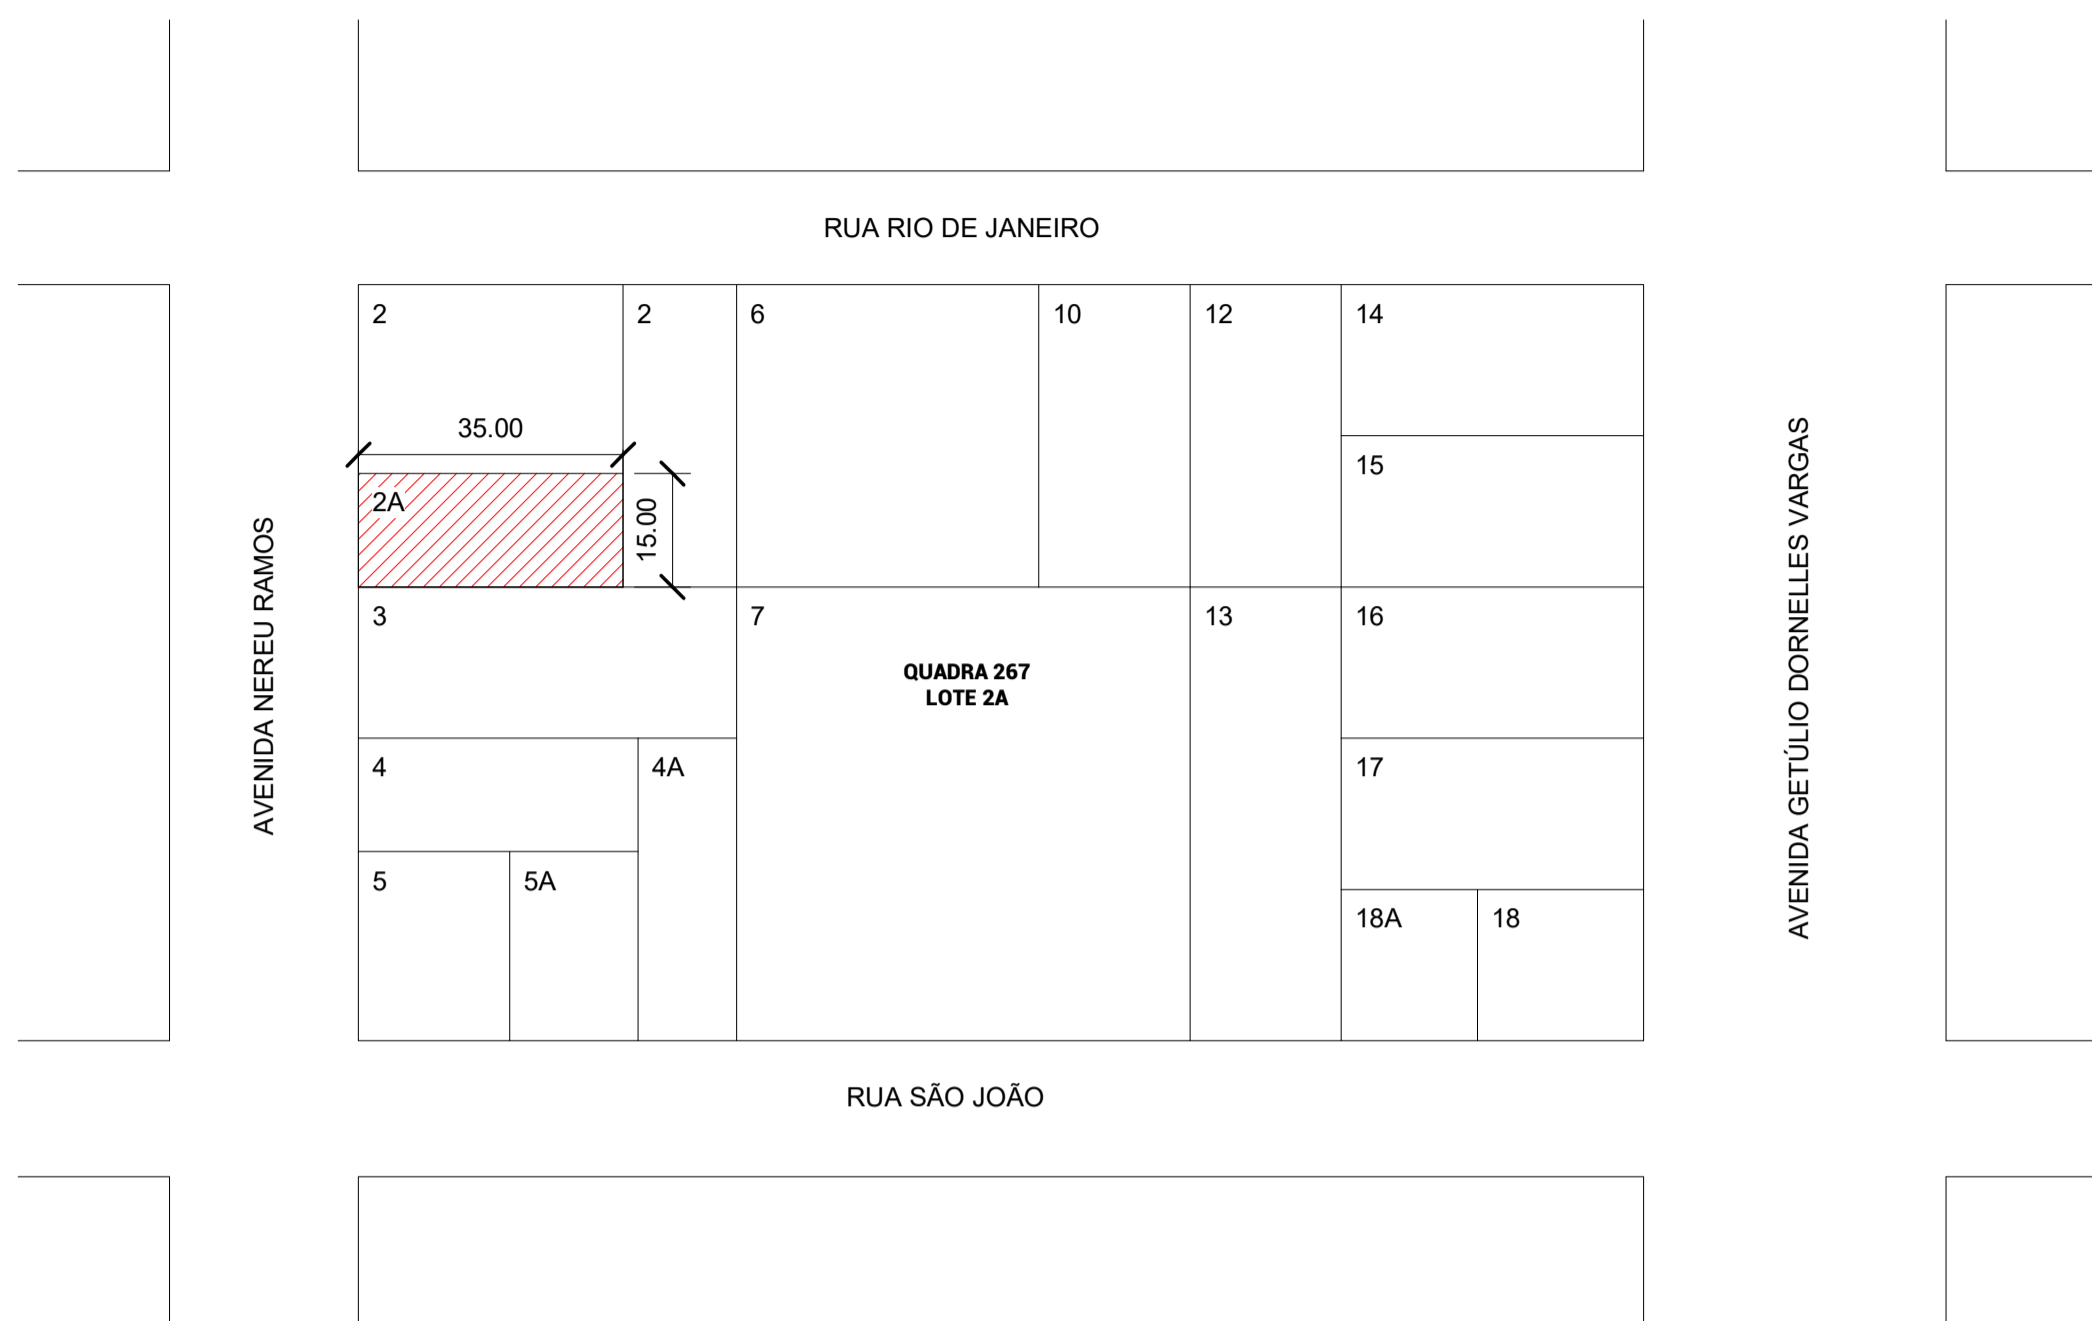 RUA RIO DE JANEIRO
2
2
6
10
12
14
35.00
15
2A
15.00
AVENIDA NEREU RAMOS
AVENIDA GETÚLIO DORNELLES VARGAS
3
7
13
16
QUADRA 267
LOTE 2A
4
4A
17
5
5A
18A
18
RUA SÃO JOÃO